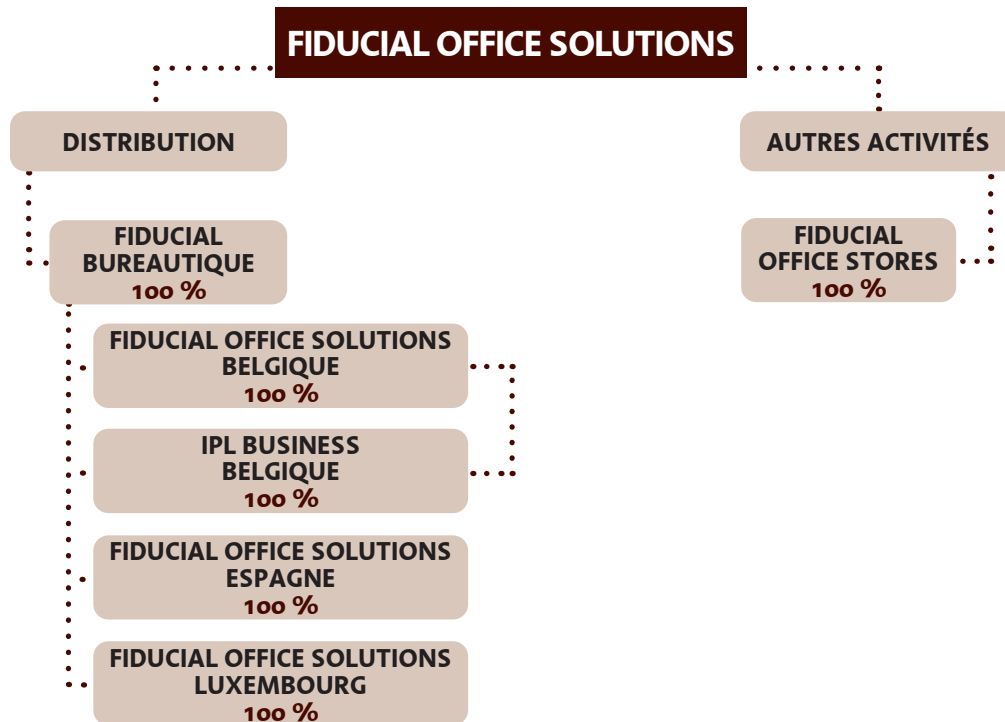 FIDUCIAL OFFICE SOLUTIONS
DISTRIBUTION
AUTRES ACTIVITÉS
FIDUCIAL
BUREAUTIQUE
100 %
FIDUCIAL
OFFICE STORES
100 %
FIDUCIAL OFFICE SOLUTIONS
BELGIQUE
100 %
IPL BUSINESS
BELGIQUE
100 %
FIDUCIAL OFFICE SOLUTIONS
ESPAGNE
100 %
FIDUCIAL OFFICE SOLUTIONS
LUXEMBOURG
100 %